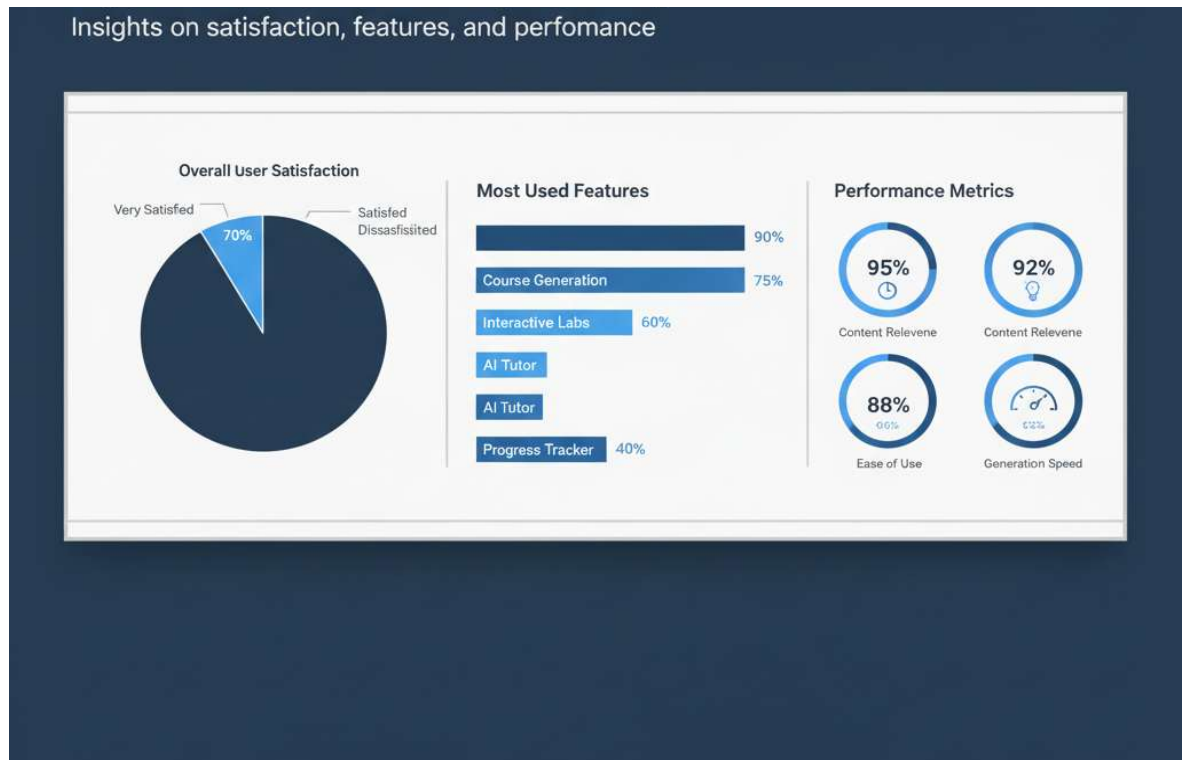 Insights on satisfaction, features, and perfomance
Overall User Satisfaction
Very Satisfied
70%
Satisfed
Dissasfissited
Most Used Features
90%
Course Generation 75%
Interactive Labs 60%
AI Tutor
AI Tutor
Progress Tracker 40%
Performance Metrics
95%
Content Relevene
92%
Content Relevene
88%
Ease of Use
Generation Speed